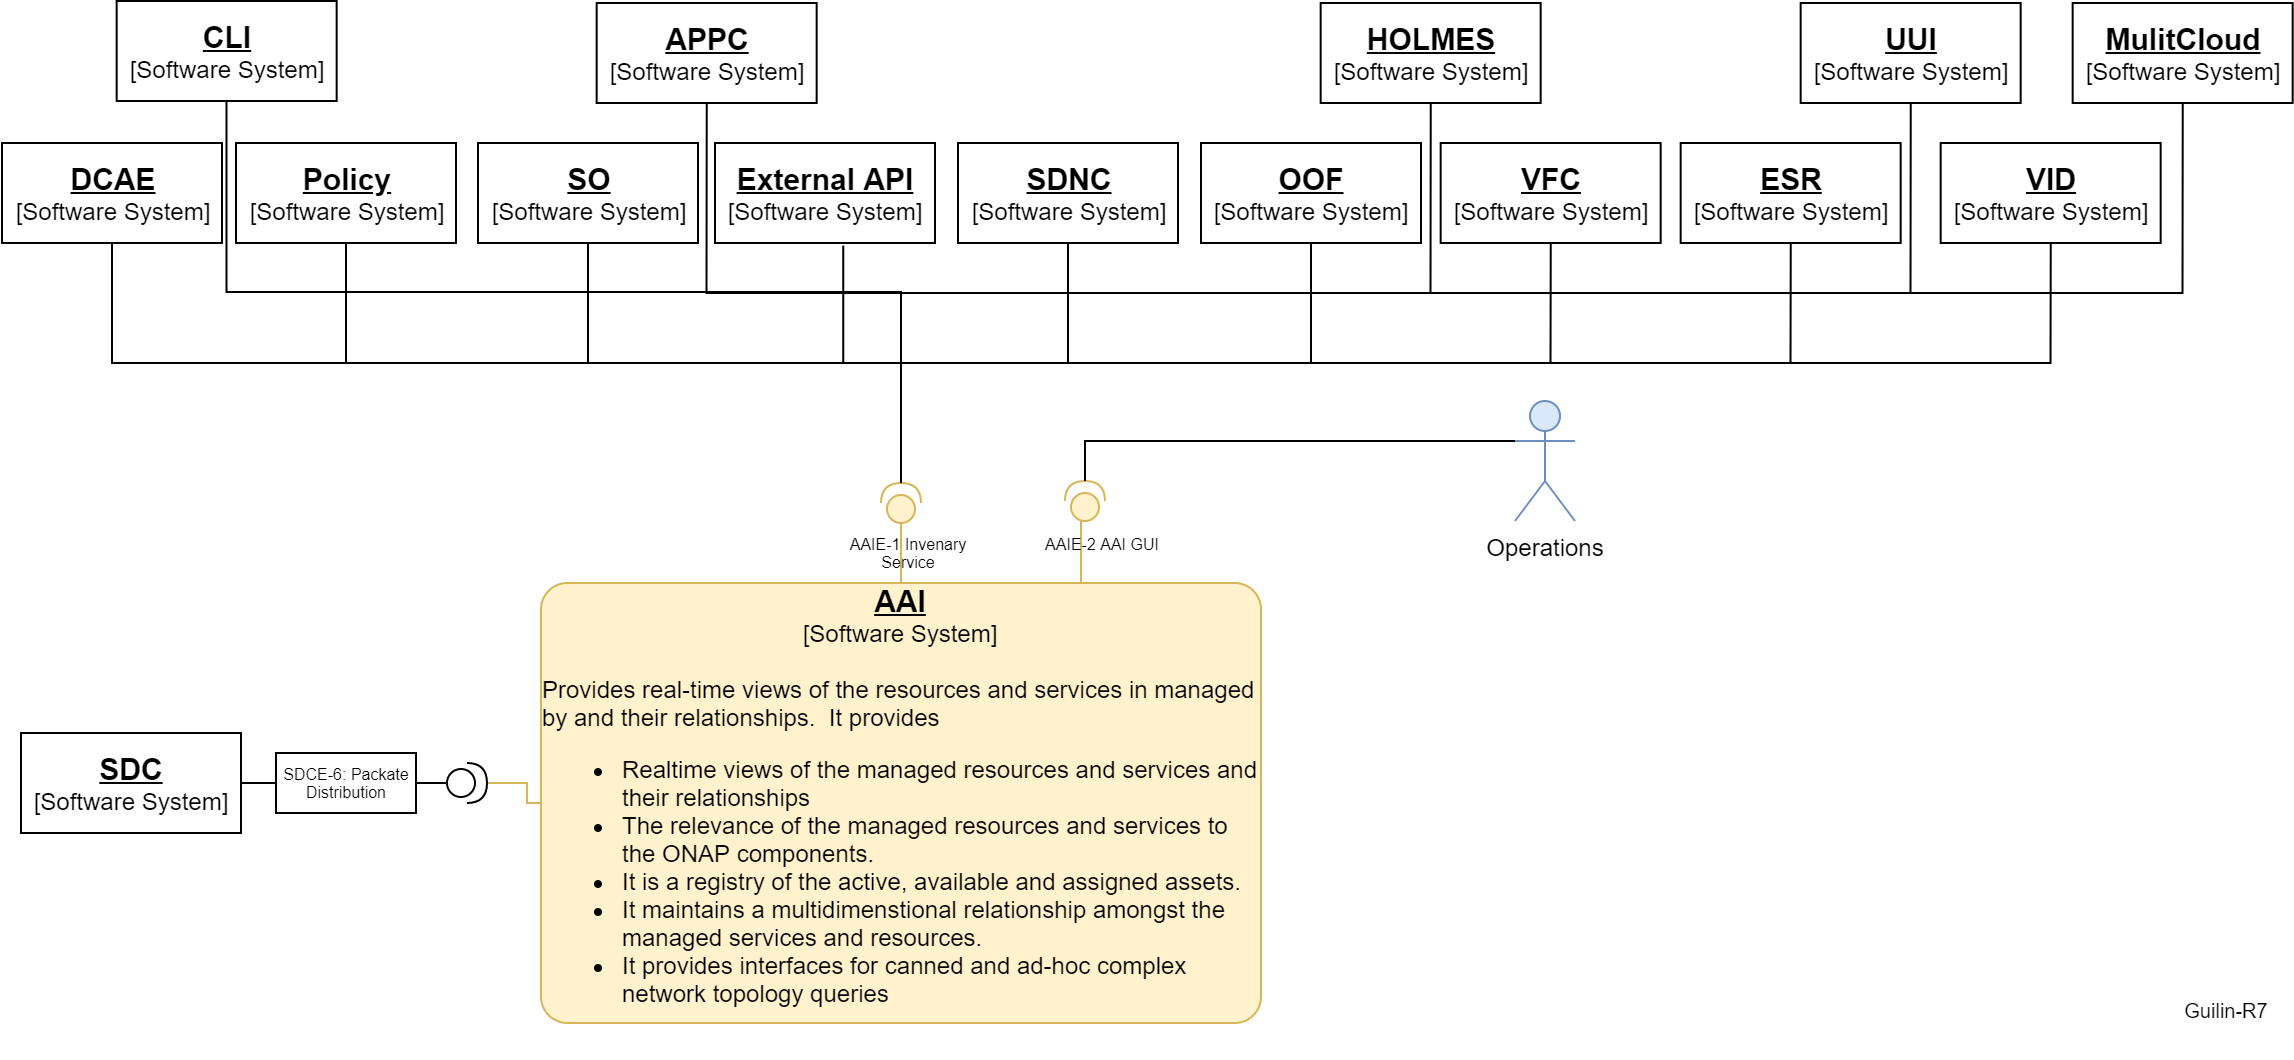 CLI
[Software System]
APPC
[Software System]
HOLMES
[Software System]
UUI
[Software System]
MulitCloud
[Software System]
DCAE
[Software System]
Policy
[Software System]
SO
[Software System]
External API
[Software System]
SDNC
[Software System]
OOF
[Software System]
VFC
[Software System]
ESR
[Software System]
VID
[Software System]
AAIE-1 Invenary
Service
AAIE-2 AAI GUI
Operations
AAI
[Software System]
Provides real-time views of the resources and services in managed
by and their relationships.  It provides
• Realtime views of the managed resources and services and
their relationships
• The relevance of the managed resources and services to
the ONAP components.
• It is a registry of the active, available and assigned assets.
• It maintains a multidimenstional relationship amongst the
managed services and resources.
• It provides interfaces for canned and ad-hoc complex
network topology queries
SDC
[Software System]
SDCE-6: Packate
Distribution
Guilin-R7